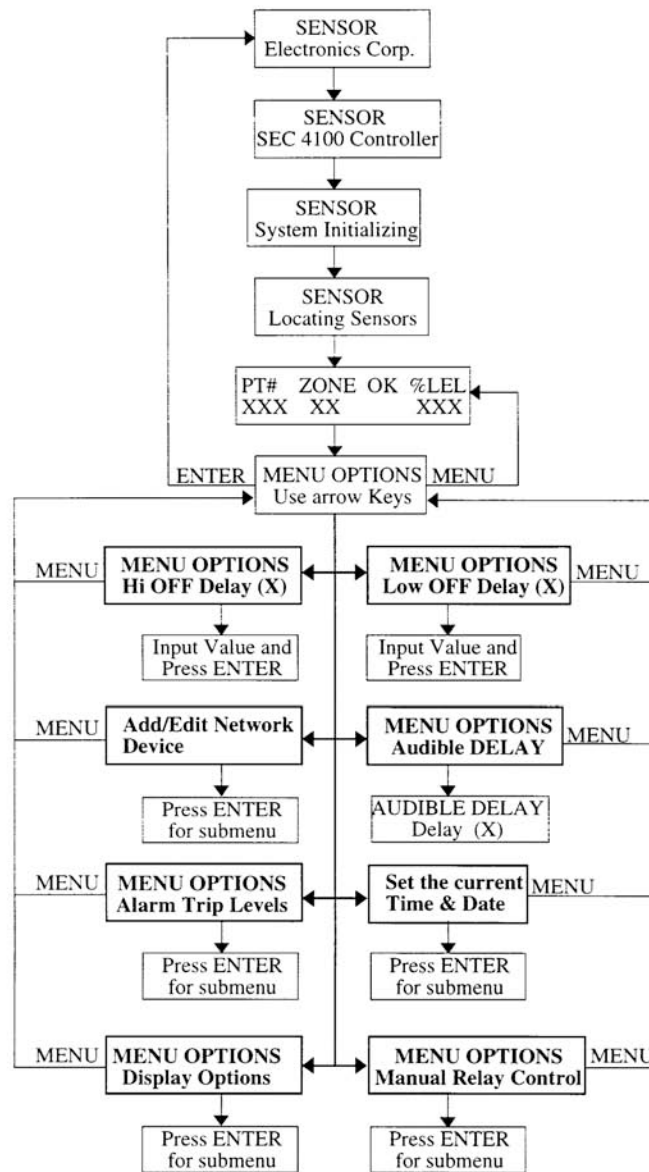 SENSOR
Electronics Corp.
SENSOR
SEC 4100 Controller
SENSOR
System Initializing
SENSOR
Locating Sensors
PT# ZONE OK %LEL
XXX XX XXX
ENTER MENU OPTIONS MENU
Use arrow Keys
MENU MENU OPTIONS MENU OPTIONS MENU
Hi OFF Delay (X) Low OFF Delay (X)
Input Value and Input Value and
Press ENTER Press ENTER
MENU Add/Edit Network MENU OPTIONS MENU
Device Audible DELAY
Press ENTER AUDIBLE DELAY
for submenu Delay (X)
MENU MENU OPTIONS Set the current MENU
Alarm Trip Levels Time & Date
Press ENTER Press ENTER
for submenu for submenu
MENU MENU OPTIONS MENU OPTIONS MENU
Display Options Manual Relay Control
Press ENTER Press ENTER
for submenu for submenu